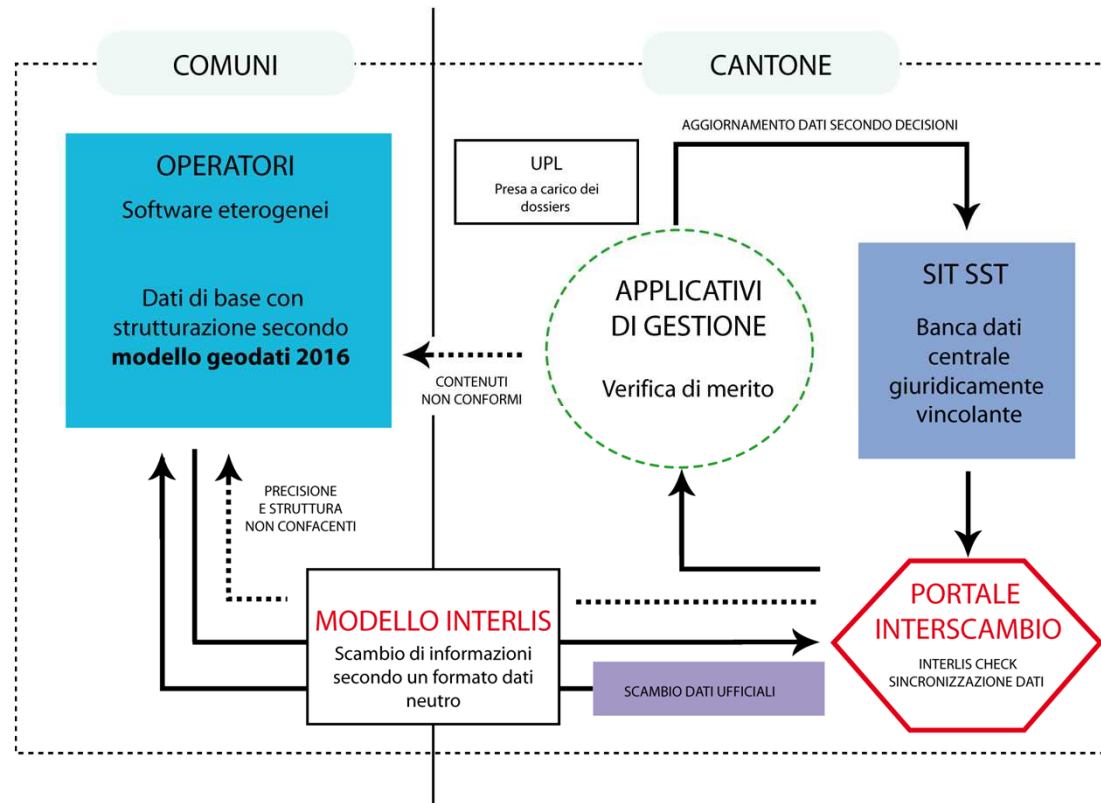 COMUNI
CANTONE
OPERATORI
Software eterogenei
Dati di base con
strutturazione secondo
modello geodati 2016
UPL
Presa a carico dei
dossiers
AGGIORNAMENTO DATI SECONDO DECISIONI
APPLICATIVI
DI GESTIONE
Verifica di merito
SIT SST
Banca dati
centrale
giuridicamente
vincolante
CONTENUTI
NON CONFORMI
PRECISIONE
E STRUTTURA
NON CONFACENTI
MODELLO INTERLIS
Scambio di informazioni
secondo un formato dati
neutro
SCAMBIO DATI UFFICIALI
PORTALE
INTERSCAMBIO
INTERLIS CHECK
SINCRONIZZAZIONE DATI